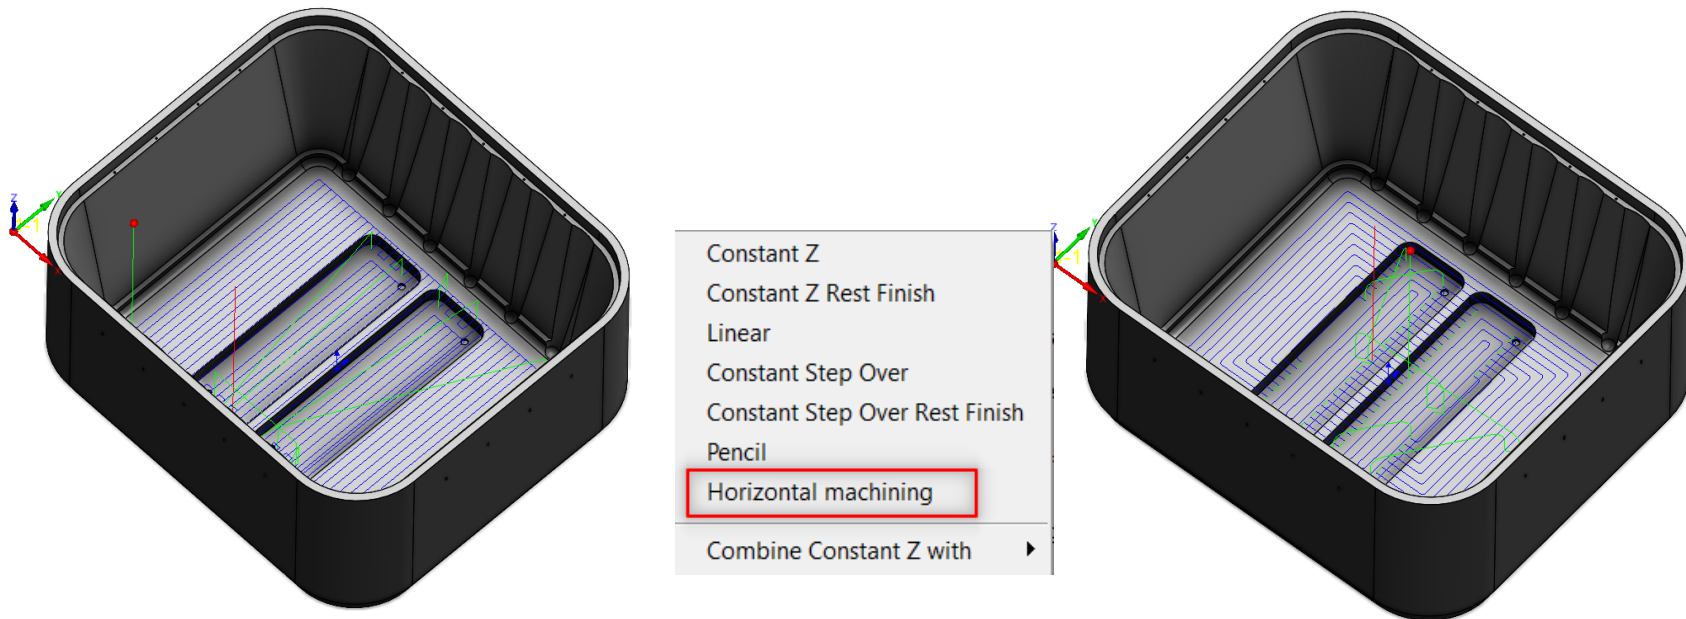 Z
Y
X
Constant Z
Constant Z Rest Finish
Linear
Constant Step Over
Constant Step Over Rest Finish
Pencil
Horizontal machining
Combine Constant Z with
Z
Y
X